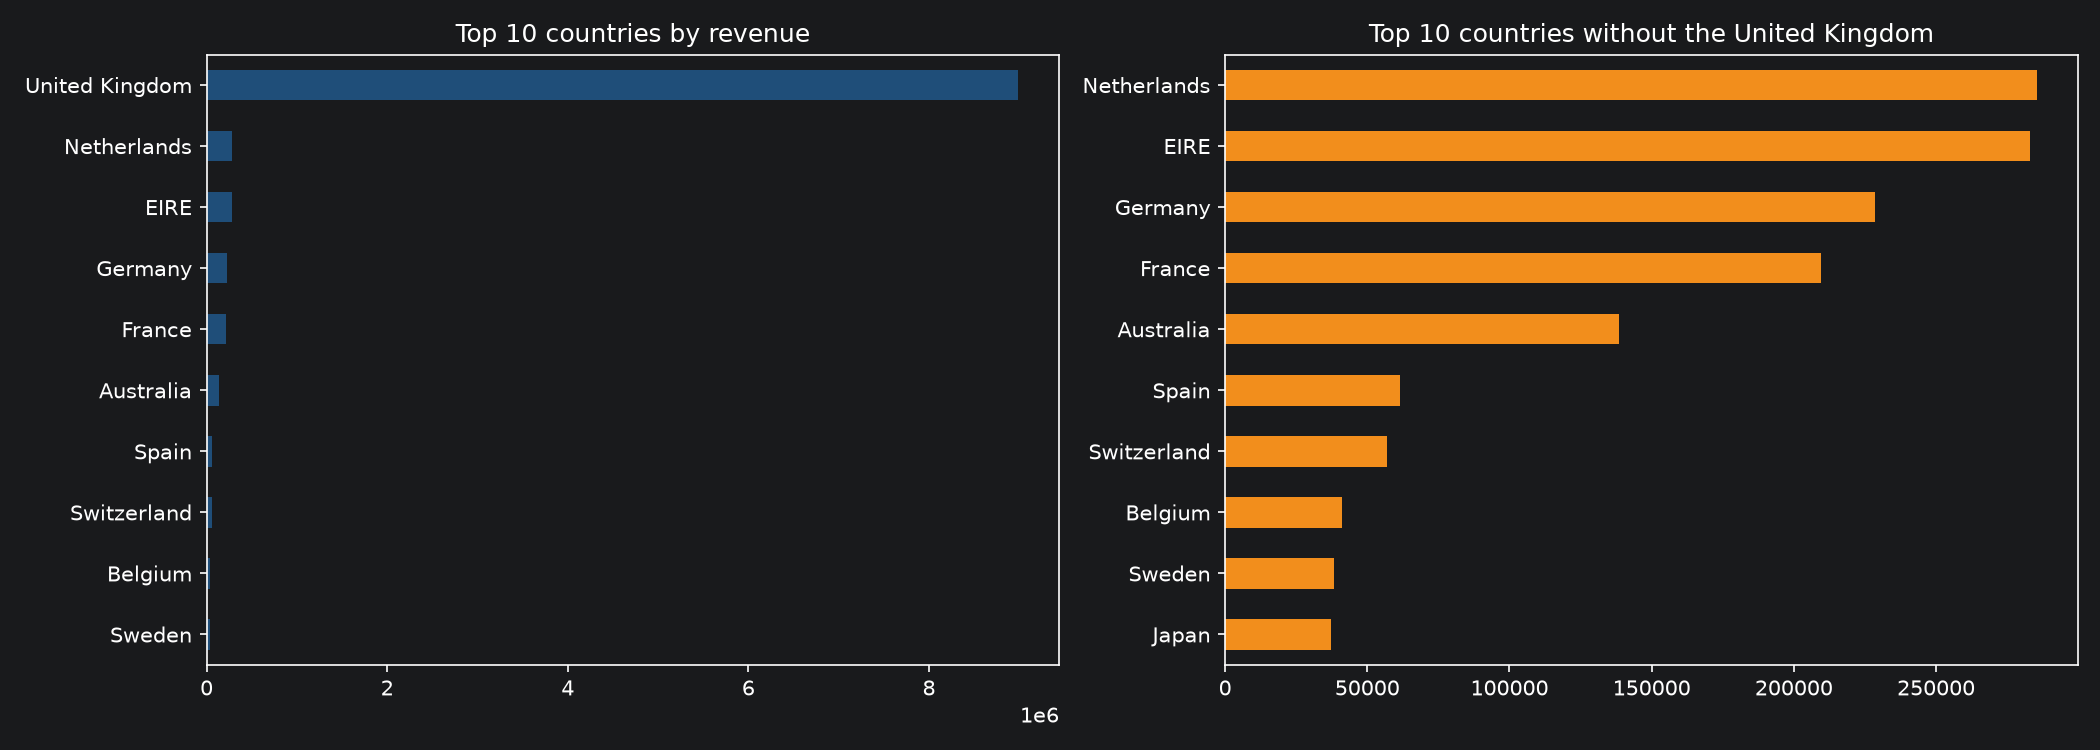 Top 10 countries by revenue
United Kingdom
Netherlands
EIRE
Germany
France
Australia
Spain
Switzerland
Belgium
Sweden
0 2 4 6 8
1e6
Top 10 countries without the United Kingdom
Netherlands
EIRE
Germany
France
Australia
Spain
Switzerland
Belgium
Sweden
Japan
0 50000 100000 150000 200000 250000